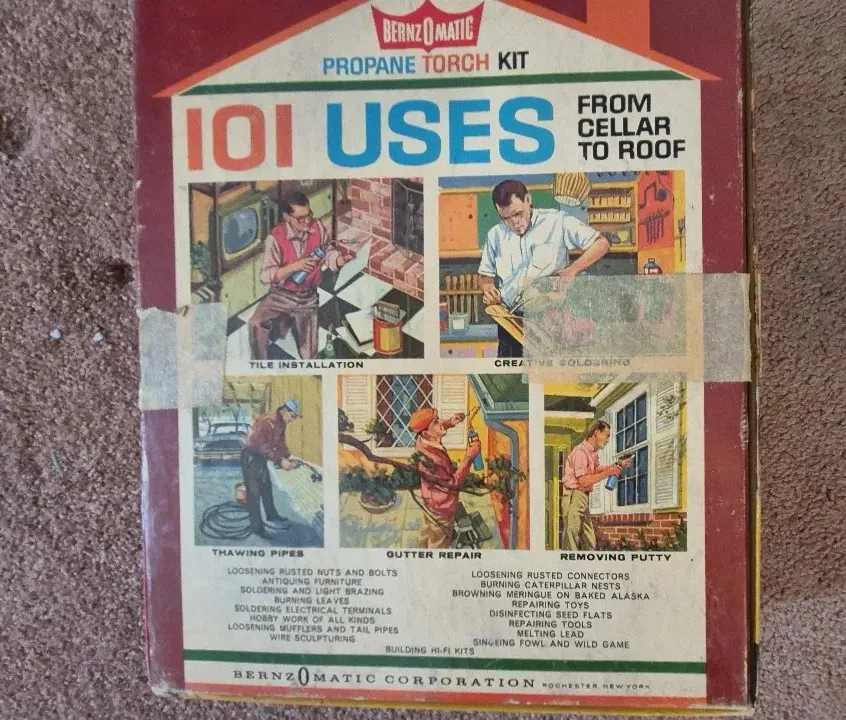 BERNZOMATIC
PROPANE TORCH KIT
101 USES
FROM
CELLAR
TO ROOF
TILE INSTALLATION
CREATIVE SOLDERING
THAWING PIPES
GUTTER REPAIR
REMOVING PUTTY
LOOSENING RUSTED NUTS AND BOLTS
ANTIQUING FURNITURE
SOLDERING AND LIGHT BRAZING
BURNING LEAVES
SOLDERING ELECTRICAL TERMINALS
HOBBY WORK OF ALL KINDS
LOOSENING MUFFLERS AND TAIL PIPES
WIRE SCULPTURING
LOOSENING RUSTED CONNECTORS
BURNING CATERPILLAR NESTS
BROWNING MERINGUE ON BAKED ALASKA
REPAIRING TOYS
DISINFECTING SEED FLATS
REPAIRING TOOLS
MELTING LEAD
SINGEING FOWL AND WILD GAME
BUILDING HI-FI KITS
BERNZOMATIC CORPORATION ROCHESTER, NEW YORK